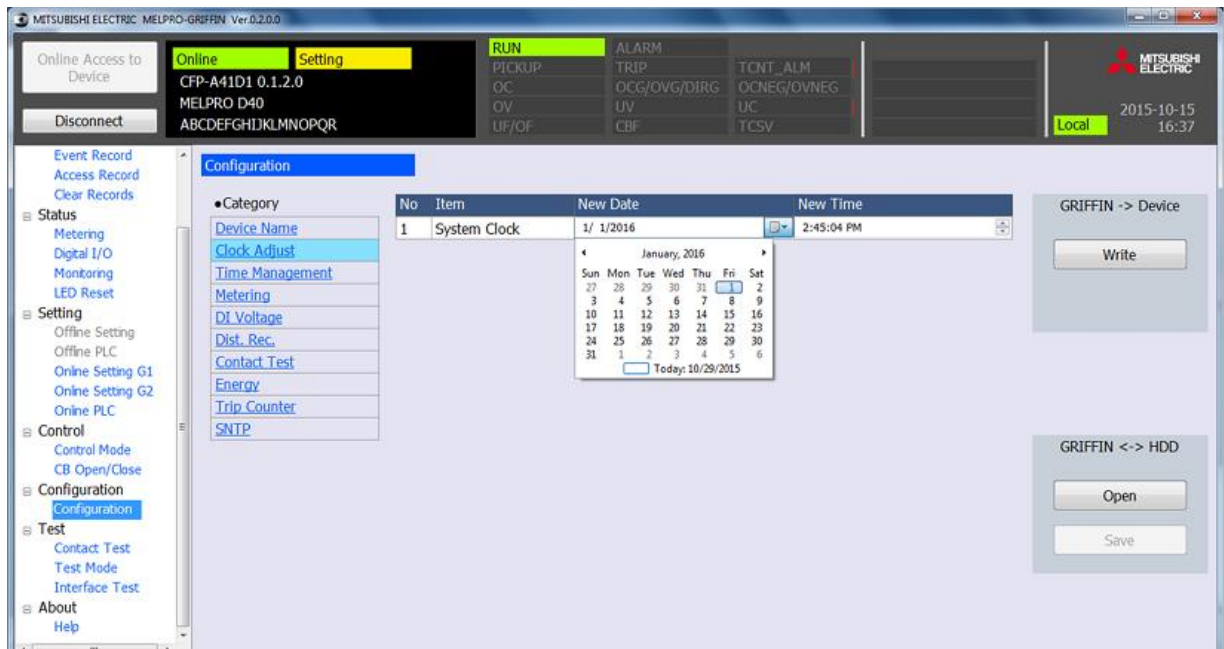 MITSUBISHI ELECTRIC MELPRO-GRIFFIN Ver.0.2.0.0
Online Access to
Device
Disconnect
Online Setting
CFP-A41D1 0.1.2.0
MELPRO D40
ABCDEFGHIJKLMNOPQR
RUN ALARM
PICKUP TRIP TCNT_ALM
OC OCG/OVG/DIRG OCNEG/OVNEG
OV UV UC
UF/OF CBF TCSV
MITSUBISHI
ELECTRIC
2015-10-15
Local 16:37
Event Record
Access Record
Clear Records
Status
Metering
Digital I/O
Monitoring
LED Reset
Setting
Offline Setting
Offline PLC
Online Setting G1
Online Setting G2
Online PLC
Control
Control Mode
CB Open/Close
Configuration
Configuration
Test
Contact Test
Test Mode
Interface Test
About
Help
Configuration
●Category
Device Name
Clock Adjust
Time Management
Metering
DI Voltage
Dist. Rec.
Contact Test
Energy
Trip Counter
SNTP
No Item New Date New Time
1 System Clock 1/ 1/2016 2:45:04 PM
January, 2016
Sun Mon Tue Wed Thu Fri Sat
27 28 29 30 31 1 2
3 4 5 6 7 8 9
10 11 12 13 14 15 16
17 18 19 20 21 22 23
24 25 26 27 28 29 30
31 1 2 3 4 5 6
Today: 10/29/2015
GRIFFIN -> Device
Write
GRIFFIN <-> HDD
Open
Save